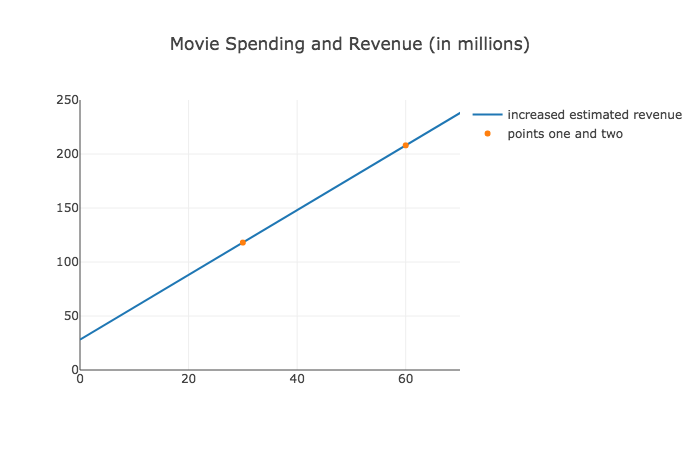 Movie Spending and Revenue (in millions)
250
200
150
100
50
0
0 20 40 60
increased estimated revenue
points one and two